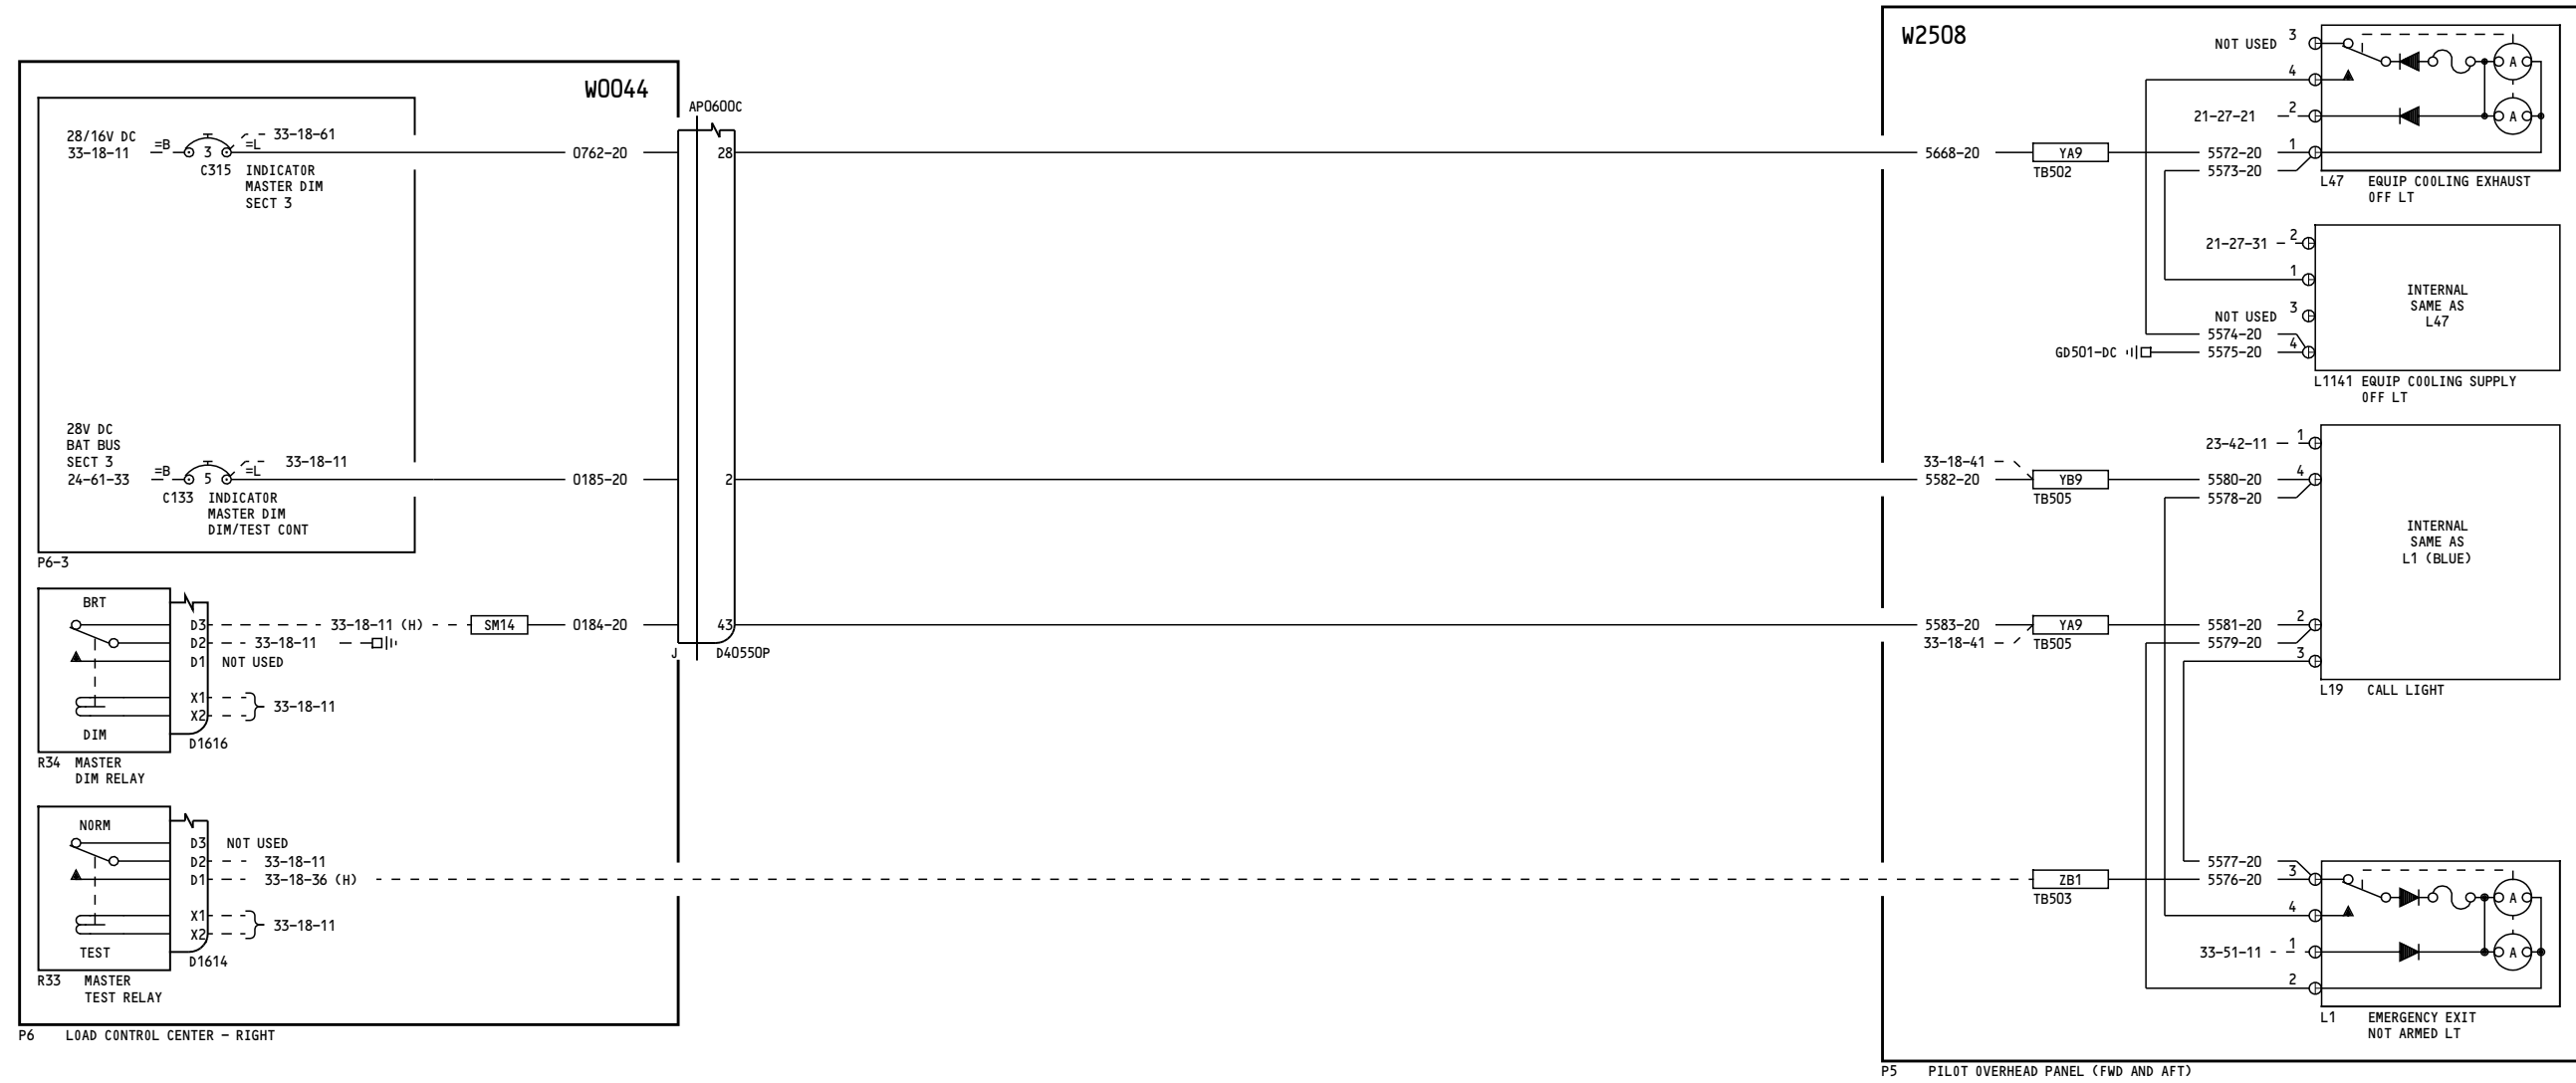 W0044
28/16V DC
33-18-11
=B
3
=L
33-18-61
C315 INDICATOR
MASTER DIM
SECT 3
0762-20
28V DC
BAT BUS
SECT 3
24-61-33
=B
5
=L
33-18-11
C133 INDICATOR
MASTER DIM
DIM/TEST CONT
0185-20
P6-3
BRT
DIM
D3
D2
D1
X1
X2
33-18-11 (H)
SM14
0184-20
33-18-11
NOT USED
33-18-11
D1616
R34 MASTER
DIM RELAY
NORM
TEST
D3
D2
D1
X1
X2
NOT USED
33-18-11
33-18-36 (H)
33-18-11
D1614
R33 MASTER
TEST RELAY
P6 LOAD CONTROL CENTER - RIGHT
AP0600C
28
2
43
J
D40550P
W2508
5668-20
YA9
TB502
NOT USED
3
4
21-27-21
2
5572-20
1
5573-20
A
A
L47 EQUIP COOLING EXHAUST
OFF LT
21-27-31
2
1
NOT USED
3
5574-20
GD501-DC
5575-20
4
INTERNAL
SAME AS
L47
L1141 EQUIP COOLING SUPPLY
OFF LT
33-18-41
5582-20
YB9
TB505
23-42-11
1
5580-20
4
5578-20
INTERNAL
SAME AS
L1 (BLUE)
5583-20
33-18-41
YA9
TB505
5581-20
2
5579-20
3
L19 CALL LIGHT
ZB1
TB503
5577-20
5576-20
3
4
33-51-11
1
2
A
A
L1 EMERGENCY EXIT
NOT ARMED LT
P5 PILOT OVERHEAD PANEL (FWD AND AFT)